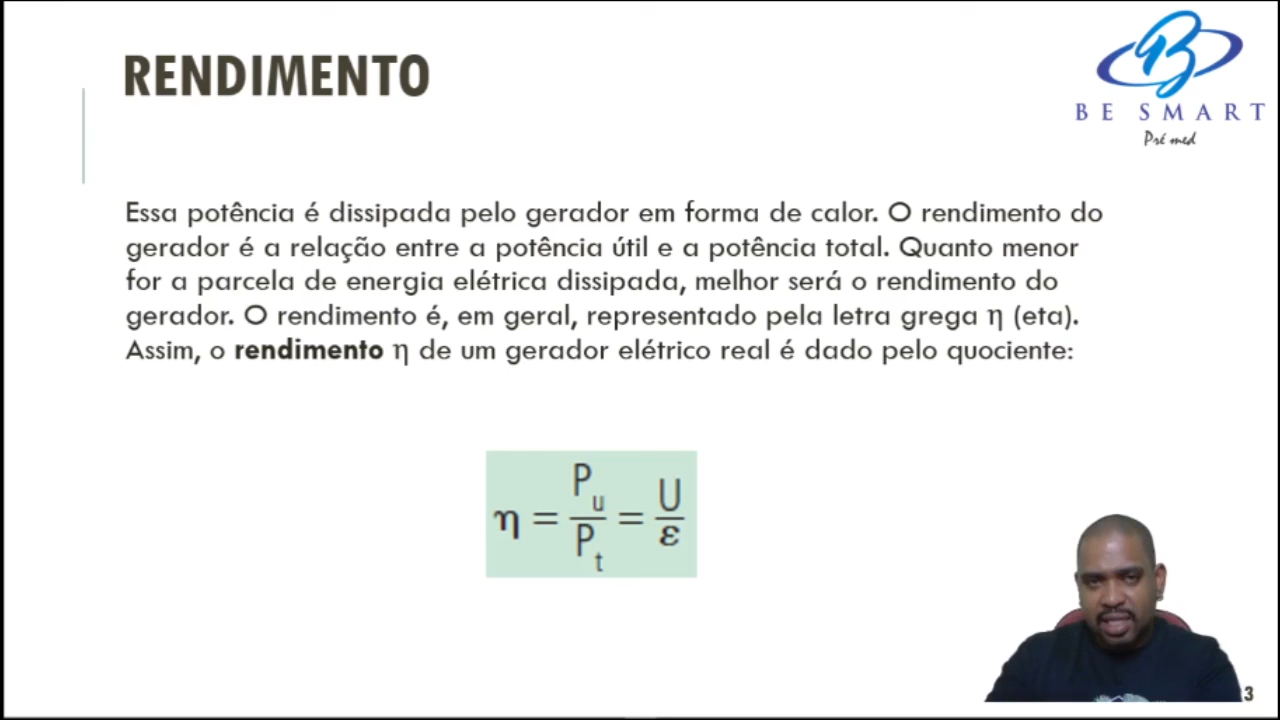 RENDIMENTO
BE SMART
Pré med
Essa potência é dissipada pelo gerador em forma de calor. O rendimento do
gerador é a relação entre a potência útil e a potência total. Quanto menor
for a parcela de energia elétrica dissipada, melhor será o rendimento do
gerador. O rendimento é, em geral, representado pela letra grega η (eta).
Assim, o rendimento η de um gerador elétrico real é dado pelo quociente:
η = P_u/P_t = U/ε
3